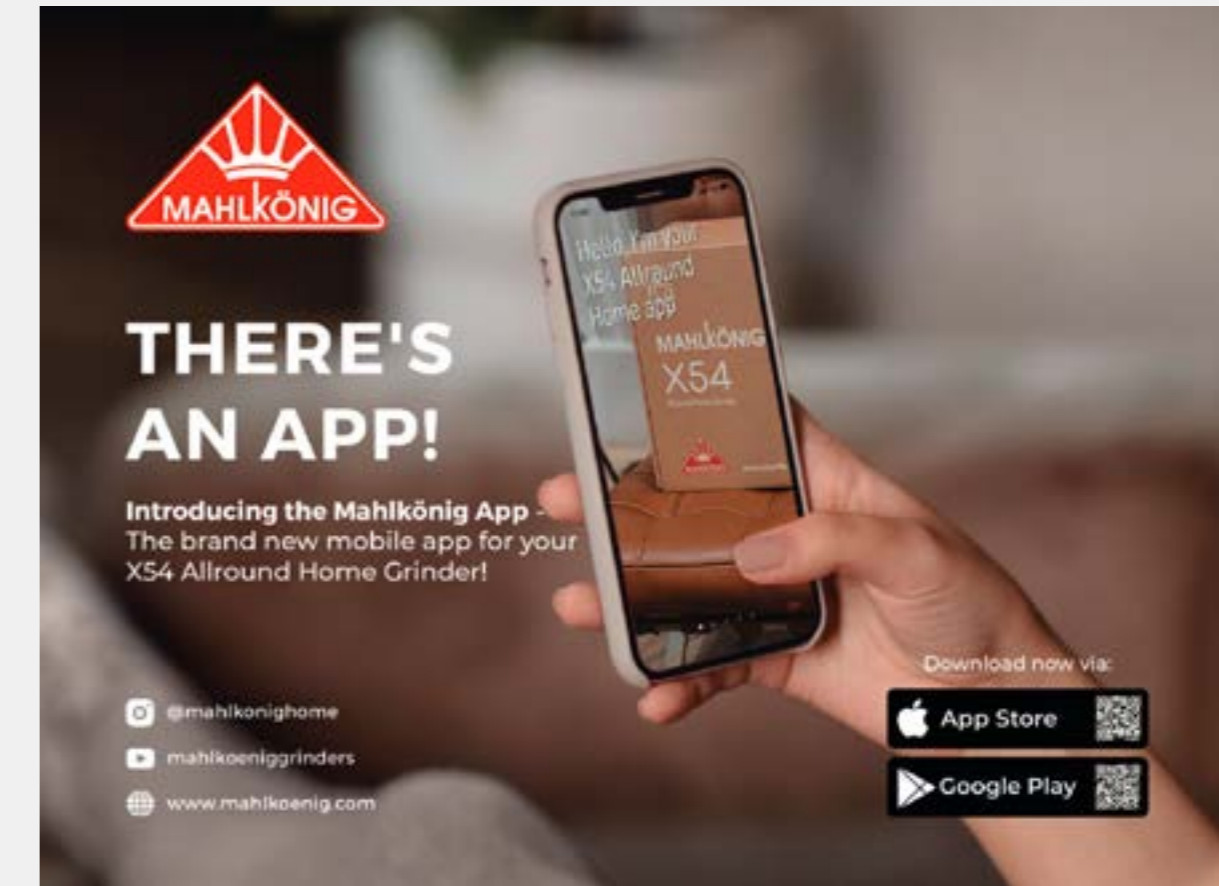 MAHLKÖNIG
THERE'S
AN APP!
Introducing the Mahlkönig App -
The brand new mobile app for your
X54 Allround Home Grinder!
@mahlkonighome
mahlkoeniggrinders
www.mahlkoenig.com
Hello I'm your
X54 Allround
Home app
MAHLKÖNIG
X54
Download now via:
App Store
Google Play